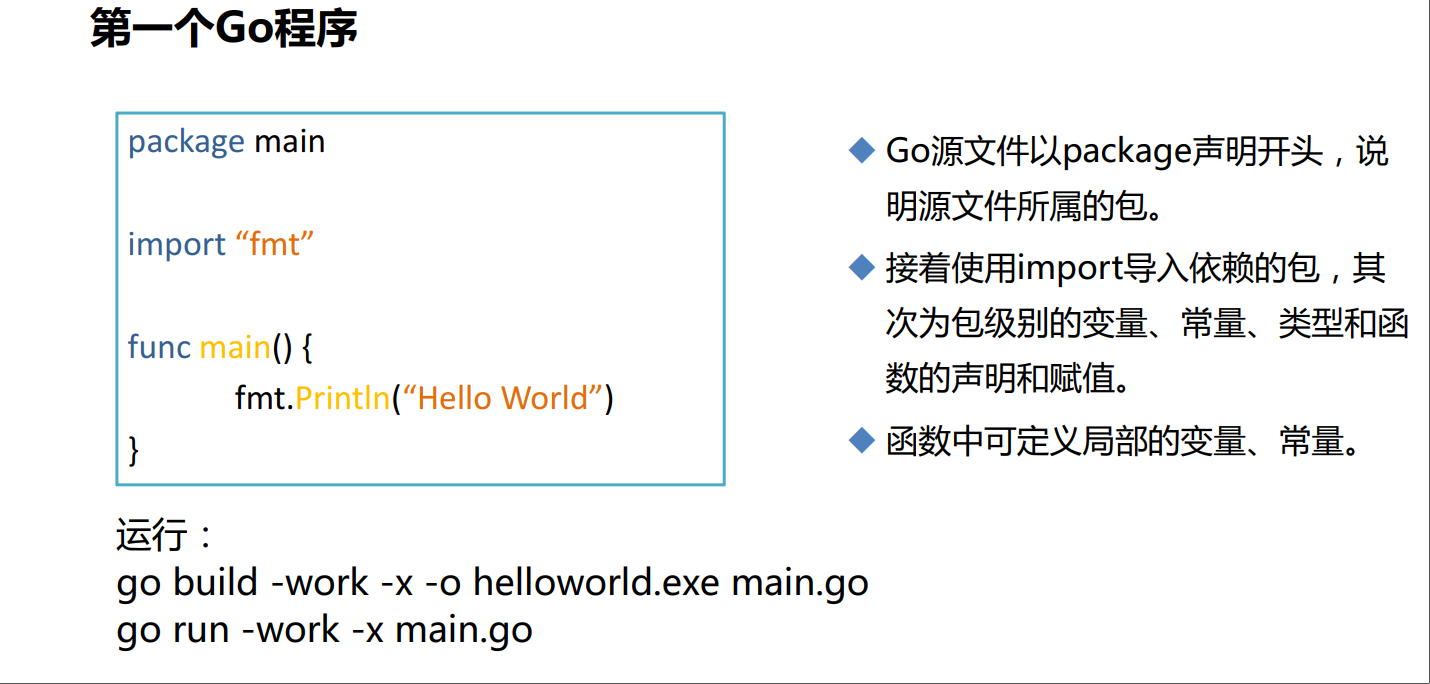 第一个Go程序
package main
import “fmt”
func main() {
fmt.Println(“Hello World”)
}
Go源文件以package声明开头，说
明源文件所属的包。
接着使用import导入依赖的包，其
次为包级别的变量、常量、类型和函
数的声明和赋值。
函数中可定义局部的变量、常量。
运行：
go build -work -x -o helloworld.exe main.go
go run -work -x main.go